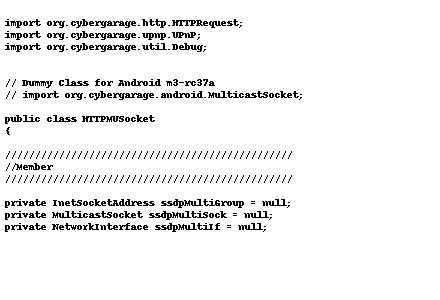 import org.cybergarage.http.HTTPRequest;
import org.cybergarage.upnp.UPnP;
import org.cybergarage.util.Debug;
// Dummy Class for Android m3-rc37a
// import org.cybergarage.android.MulticastSocket;
public class HTTPMUSocket
{
////////////////////////////////////////////////
//Member
////////////////////////////////////////////////
private InetSocketAddress ssdpMultiGroup = null;
private MulticastSocket ssdpMultiSock = null;
private NetworkInterface ssdpMultiIf = null;